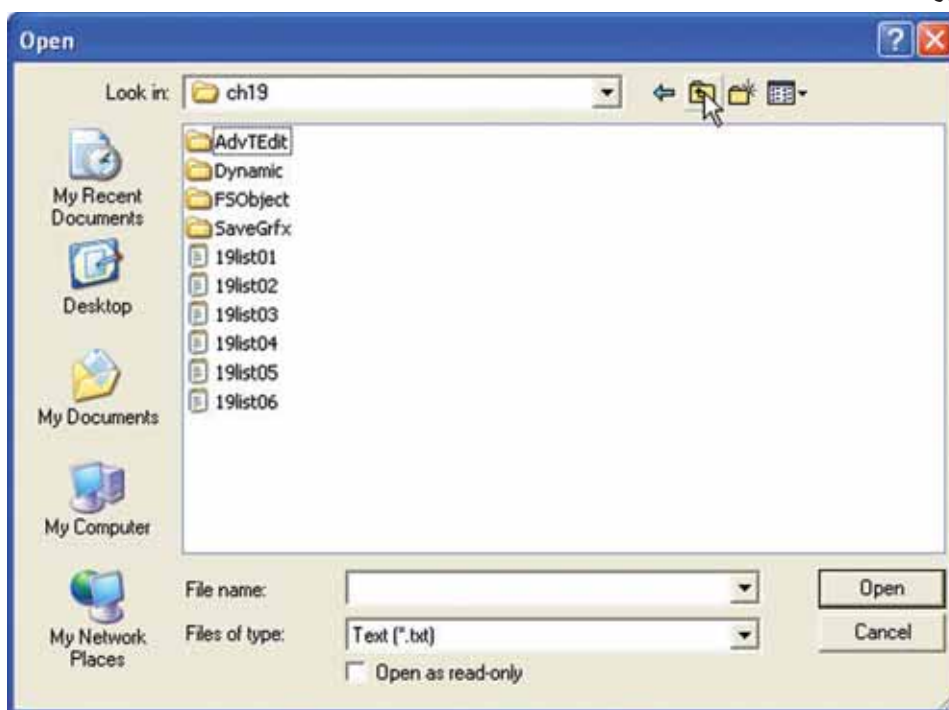 Open
Look in:
ch19
My Recent
Documents
Desktop
My Documents
My Computer
My Network
Places
AdvTEdit
Dynamic
FSObject
SaveGrfx
19list01
19list02
19list03
19list04
19list05
19list06
File name:
Open
Files of type:
Text (*.txt)
Cancel
Open as read-only